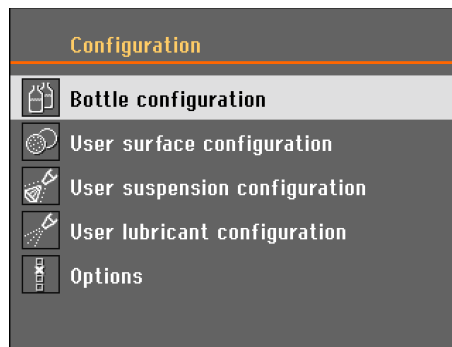 Configuration
Bottle configuration
User surface configuration
User suspension configuration
User lubricant configuration
Options